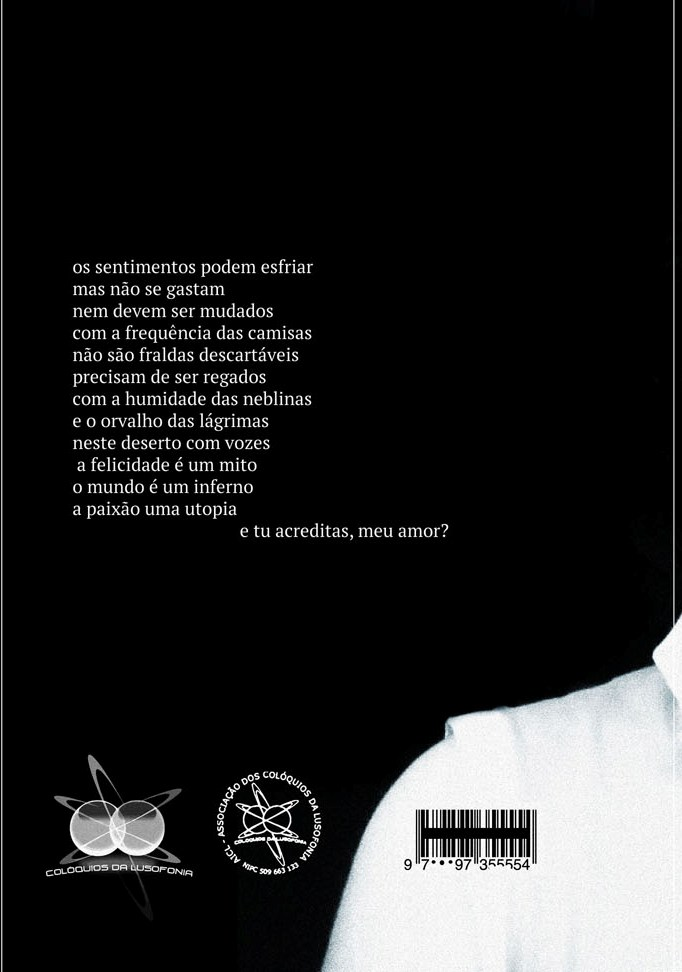 os sentimentos podem esfriar
mas não se gastam
nem devem ser mudados
com a frequência das camisas
não são fraldas descartáveis
precisam de ser regados
com a humidade das neblinas
e o orvalho das lágrimas
neste deserto com vozes
a felicidade é um mito
o mundo é um inferno
a paixão uma utopia
e tu acreditas, meu amor?
COLÓQUIOS DA LUSOFONIA
AICL - ASSOCIAÇÃO DOS COLÓQUIOS DA LUSOFONIA
COLÓQUIOS DA LUSOFONIA
NIPC 509 663 133
9 7•••97 355554